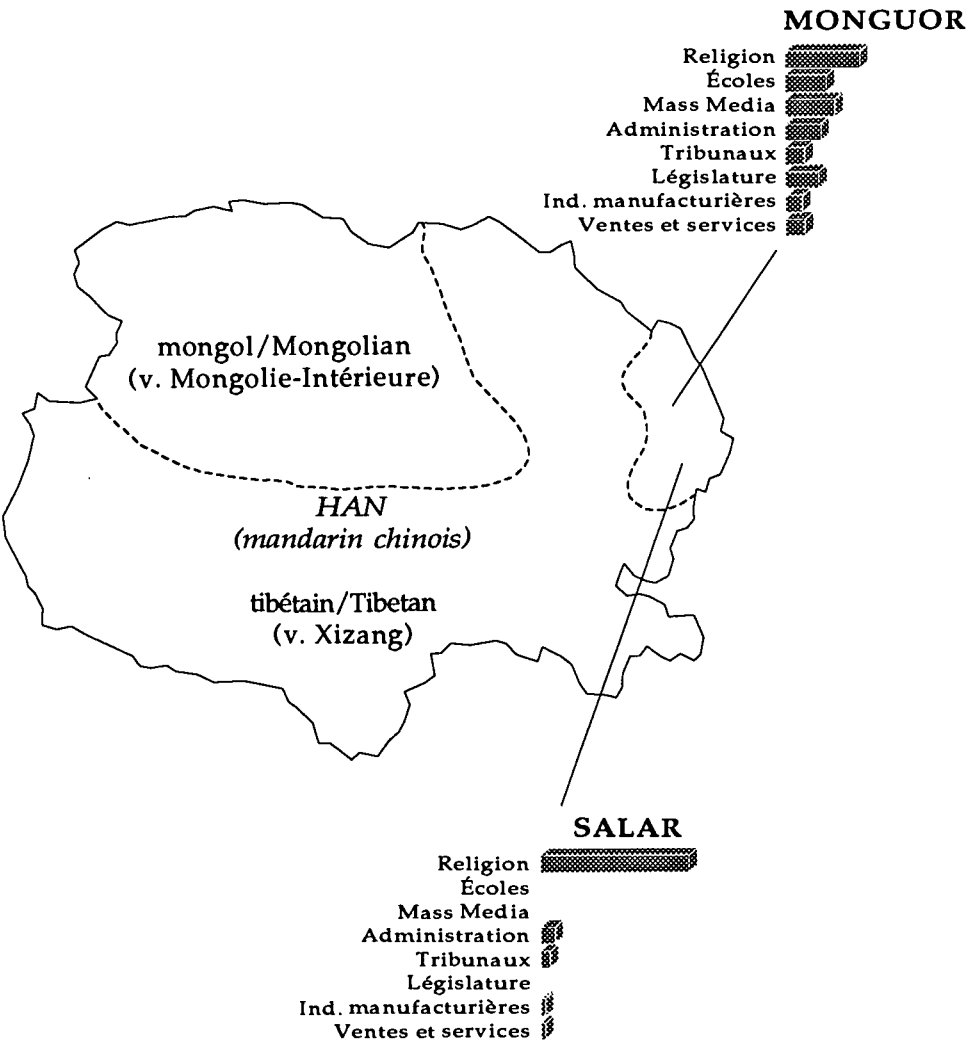 MONGUOR
Religion
Écoles
Mass Media
Administration
Tribunaux
Législature
Ind. manufacturières
Ventes et services
mongol/Mongolian
(v. Mongolie-Intérieure)
HAN
(mandarin chinois)
tibétain/Tibetan
(v. Xizang)
SALAR
Religion
Écoles
Mass Media
Administration
Tribunaux
Législature
Ind. manufacturières
Ventes et services